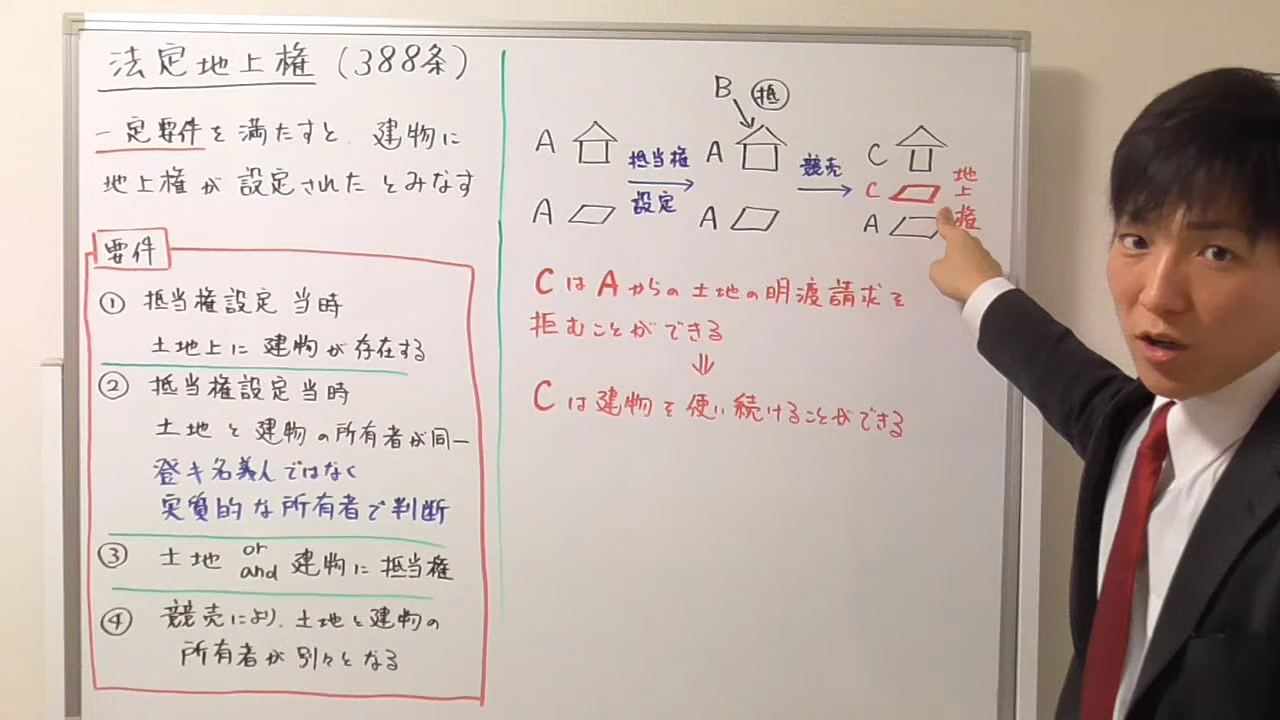 法定地上権(388条)
一定要件を満たすと、建物に
地上権が設定されたとみなす
要件
① 抵当権設定当時
土地上に建物が存在する
② 抵当権設定当時
土地と建物の所有者が同一
登キ名義人ではなく
実質的な所有者で判断
③ 土地 or and 建物に抵当権
④ 競売により、土地と建物の
所有者が別々となる
B 抵
A
A
抵当権
設定
A
A
競売
C
C
A
地上権
CはAからの土地の明渡請求を
拒むことができる
⇓
Cは建物を使い続けることができる